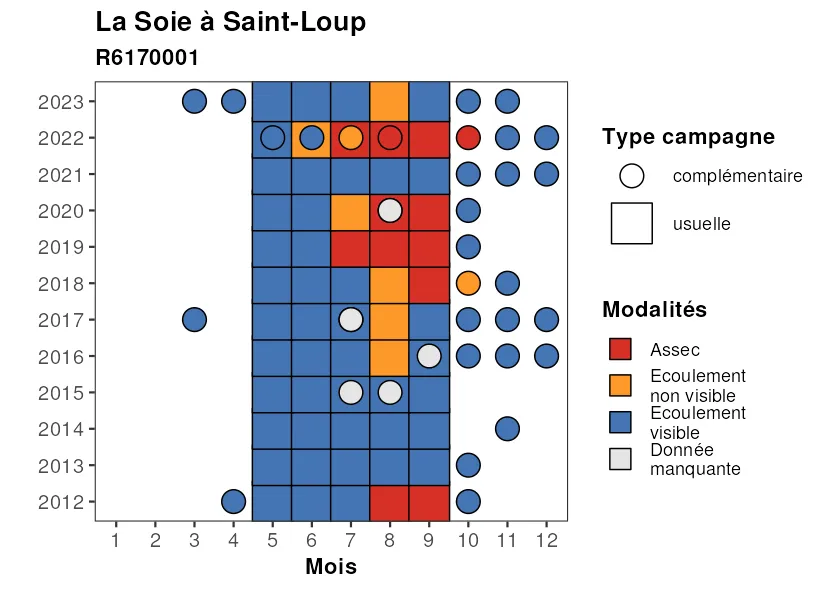 La Soie à Saint-Loup
R6170001
2023
2022
2021
2020
2019
2018
2017
2016
2015
2014
2013
2012
1 2 3 4 5 6 7 8 9 10 11 12
Mois
Type campagne
complémentaire
usuelle
Modalités
Assec
Ecoulement
non visible
Ecoulement
visible
Donnée
manquante